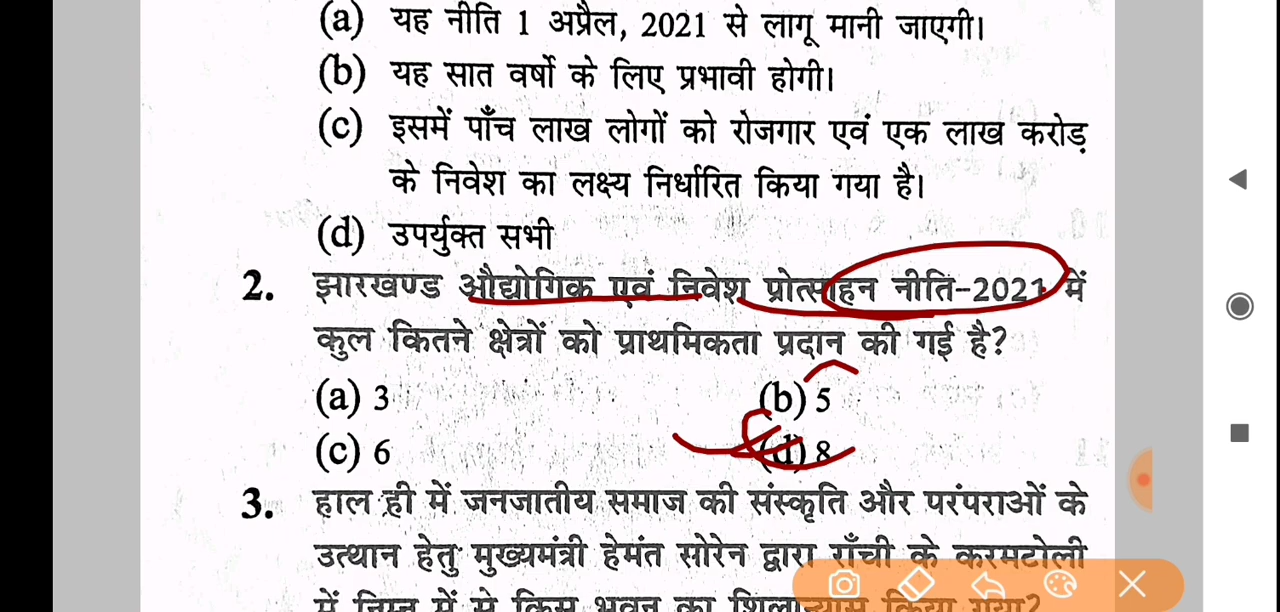 (a) यह नीति 1 अप्रैल, 2021 से लागू मानी जाएगी।
(b) यह सात वर्षों के लिए प्रभावी होगी।
(c) इसमें पाँच लाख लोगों को रोजगार एवं एक लाख करोड़
के निवेश का लक्ष्य निर्धारित किया गया है।
(d) उपर्युक्त सभी
2. झारखण्ड औद्योगिक एवं निवेश प्रोत्साहन नीति-2021 में
कुल कितने क्षेत्रों को प्राथमिकता प्रदान की गई है?
(a) 3 (b) 5
(c) 6 (d) 8
3. हाल ही में जनजातीय समाज की संस्कृति और परंपराओं के
उत्थान हेतु मुख्यमंत्री हेमंत सोरेन द्वारा राँची के करमटोली
में निम्न में से किस भवन का शिलान्यास किया गया?